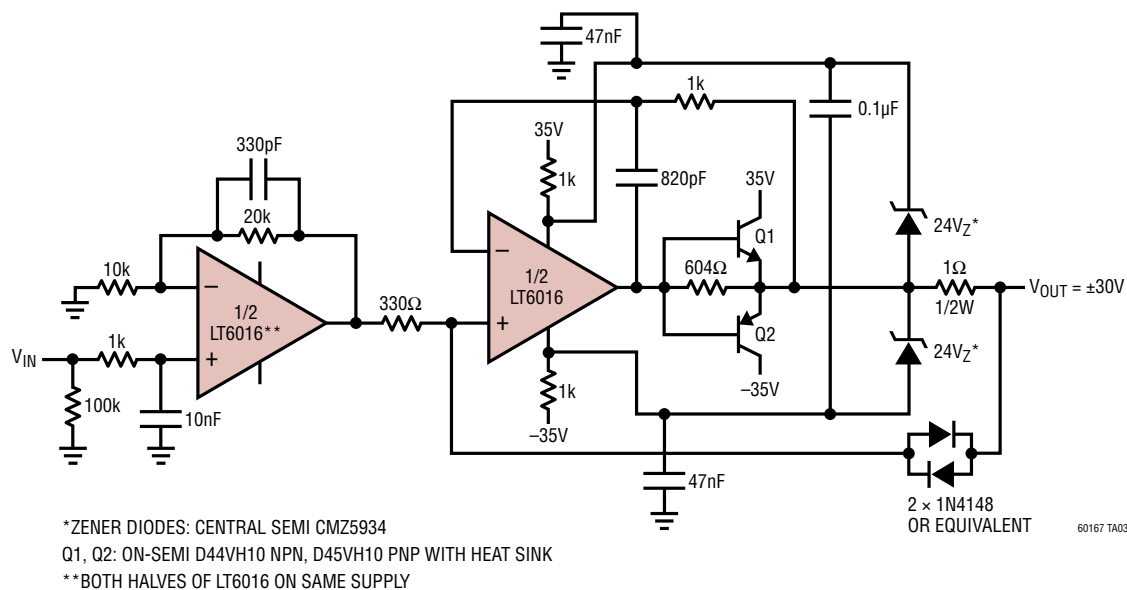 47nF
1k
0.1µF
35V
1k
330pF
820pF
35V
20k
24VZ*
Q1
10k
–
–
604Ω
1Ω
1/2
LT6016
1/2
LT6016**
330Ω
VOUT = ±30V
1/2W
1k
+
Q2
24VZ*
VIN
+
100k
10nF
1k
–35V
–35V
47nF
2 × 1N4148
OR EQUIVALENT
60167 TA03
*ZENER DIODES: CENTRAL SEMI CMZ5934
Q1, Q2: ON-SEMI D44VH10 NPN, D45VH10 PNP WITH HEAT SINK
**BOTH HALVES OF LT6016 ON SAME SUPPLY